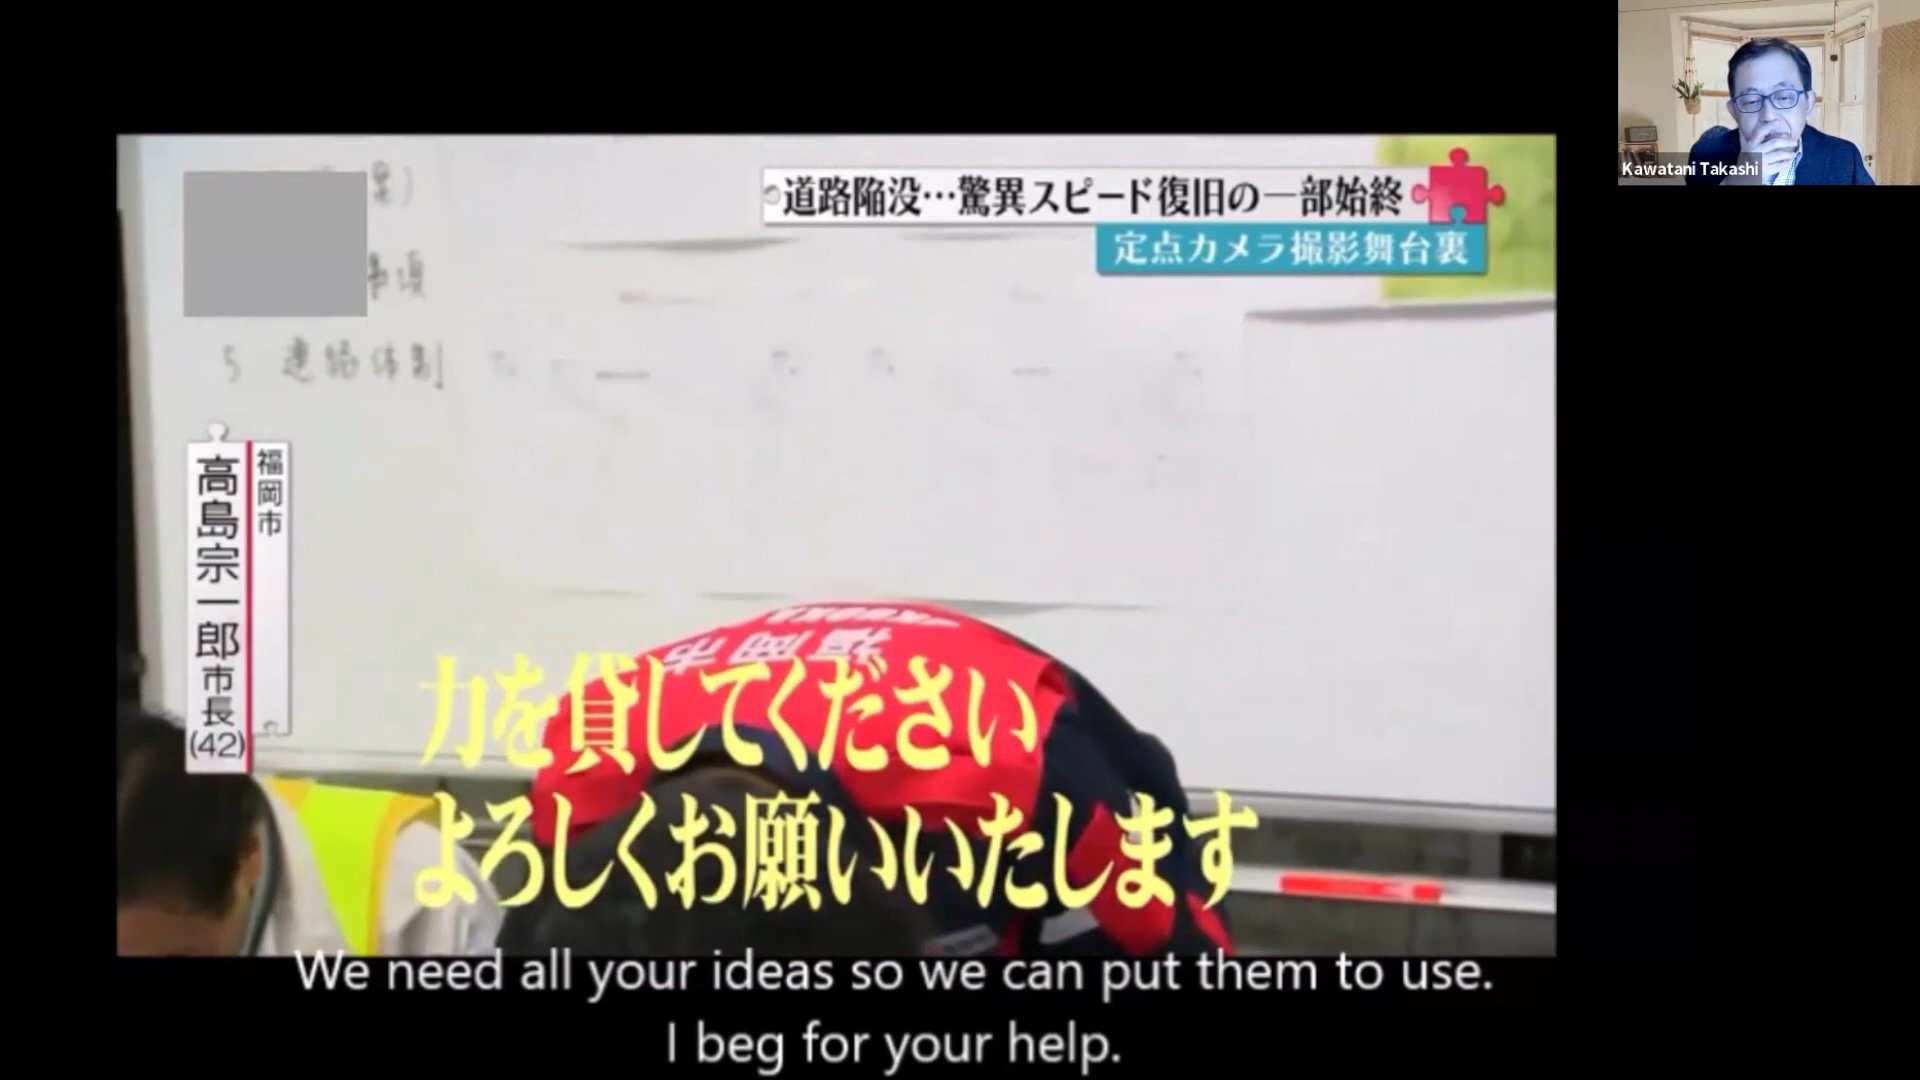 道路陥没…驚異スピード復旧の一部始終
定点カメラ撮影舞台裏
Kawatani Takashi
5 連絡体制
福岡市
高島宗一郎市長(42)
福岡市
力を貸してください
よろしくお願いいたします
We need all your ideas so we can put them to use.
I beg for your help.